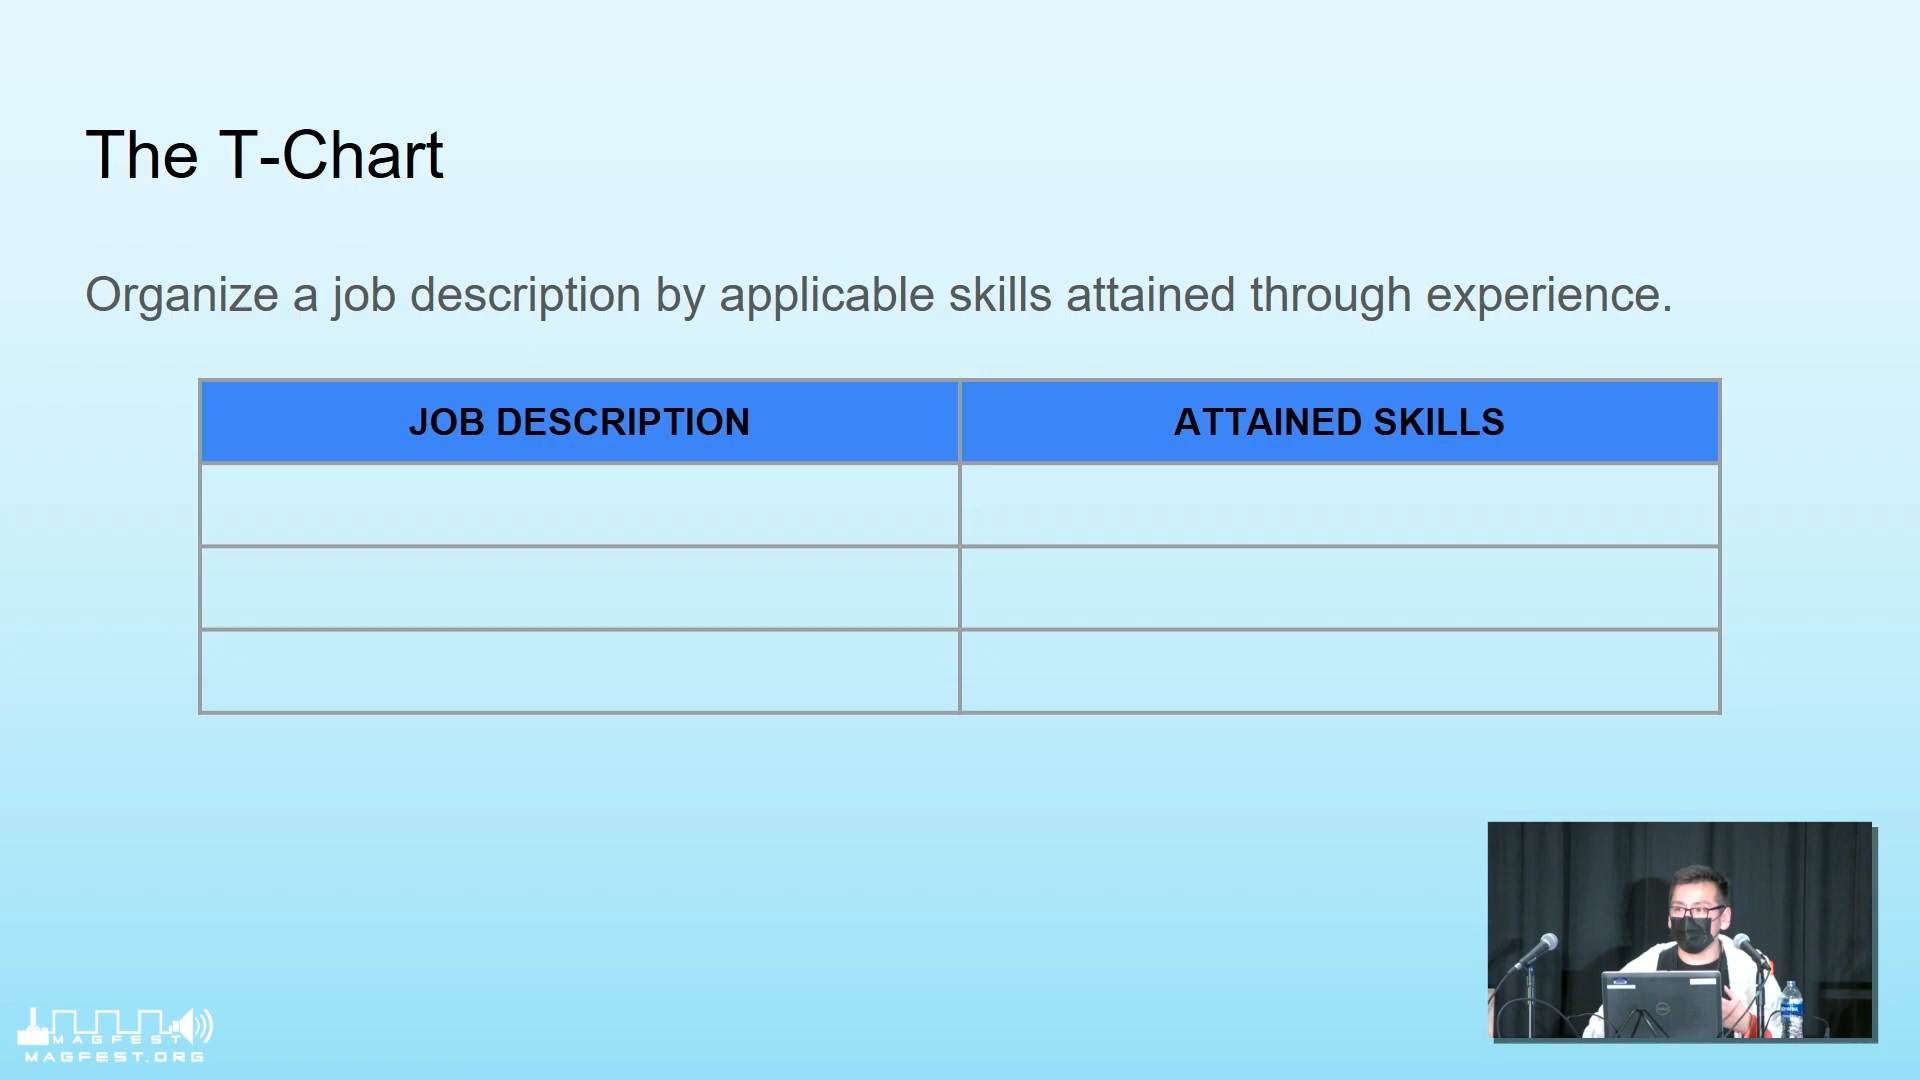 The T-Chart
Organize a job description by applicable skills attained through experience.
JOB DESCRIPTION
ATTAINED SKILLS
MAGFEST
MAGFEST.ORG